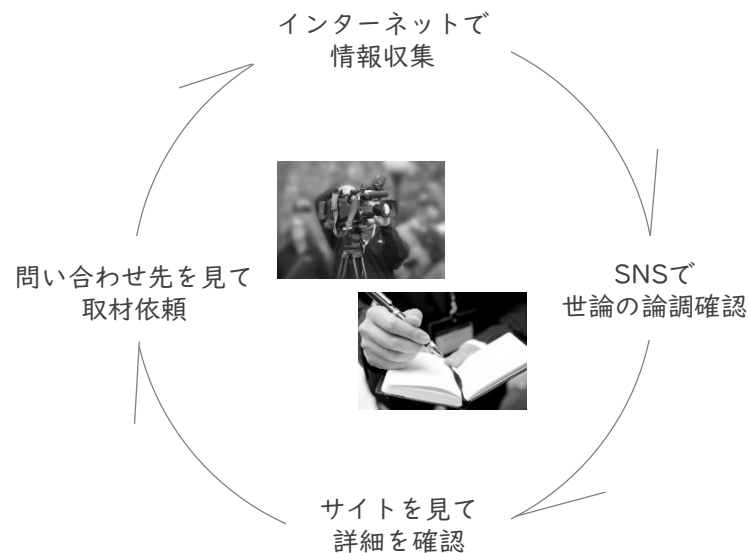 インターネットで
情報収集
SNSで
世論の論調確認
サイトを見て
詳細を確認
問い合わせ先を見て
取材依頼